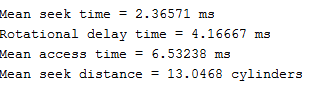 Mean seek time = 2.36571 ms
Rotational delay time = 4.16667 ms
Mean access time = 6.53238 ms
Mean seek distance = 13.0468 cylinders